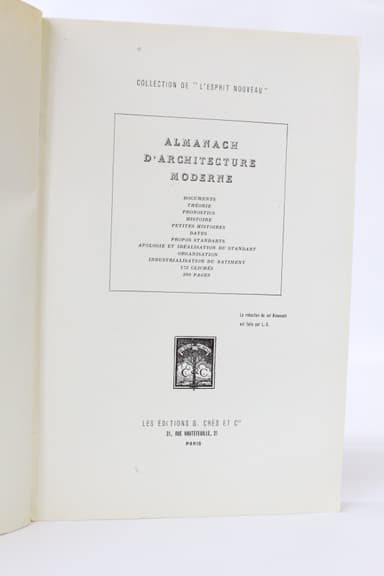 COLLECTION DE "L'ESPRIT NOUVEAU"
ALMANACH
D'ARCHITECTURE
MODERNE
DOCUMENTS
THÉORIE
PRONOSTICS
HISTOIRE
PETITES HISTOIRES
DATES
PROPOS STANDARTS
APOLOGIE ET IDÉALISATION DU STANDART
ORGANISATION
INDUSTRIALISATION DU BATIMENT
CLICHÉS
PAGES
La rédaction de cet Almanach
est faite par L.-C.
C C
LES ÉDITIONS G. CRÈS ET Cie
21, RUE HAUTEFEUILLE, 21
PARIS